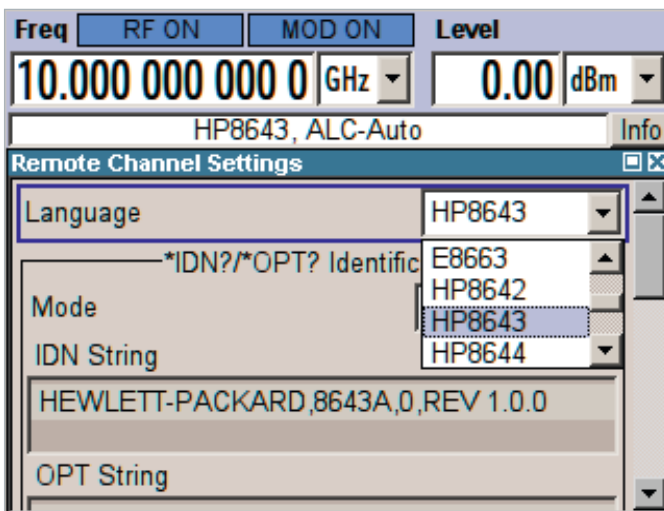 Freq RF ON MOD ON Level
10.000 000 000 0 GHz 0.00 dBm
HP8643, ALC-Auto Info
Remote Channel Settings
Language HP8643
E8663
*IDN?/*OPT? Identific
HP8642
Mode
HP8643
IDN String
HP8644
HEWLETT-PACKARD,8643A,0,REV 1.0.0
OPT String